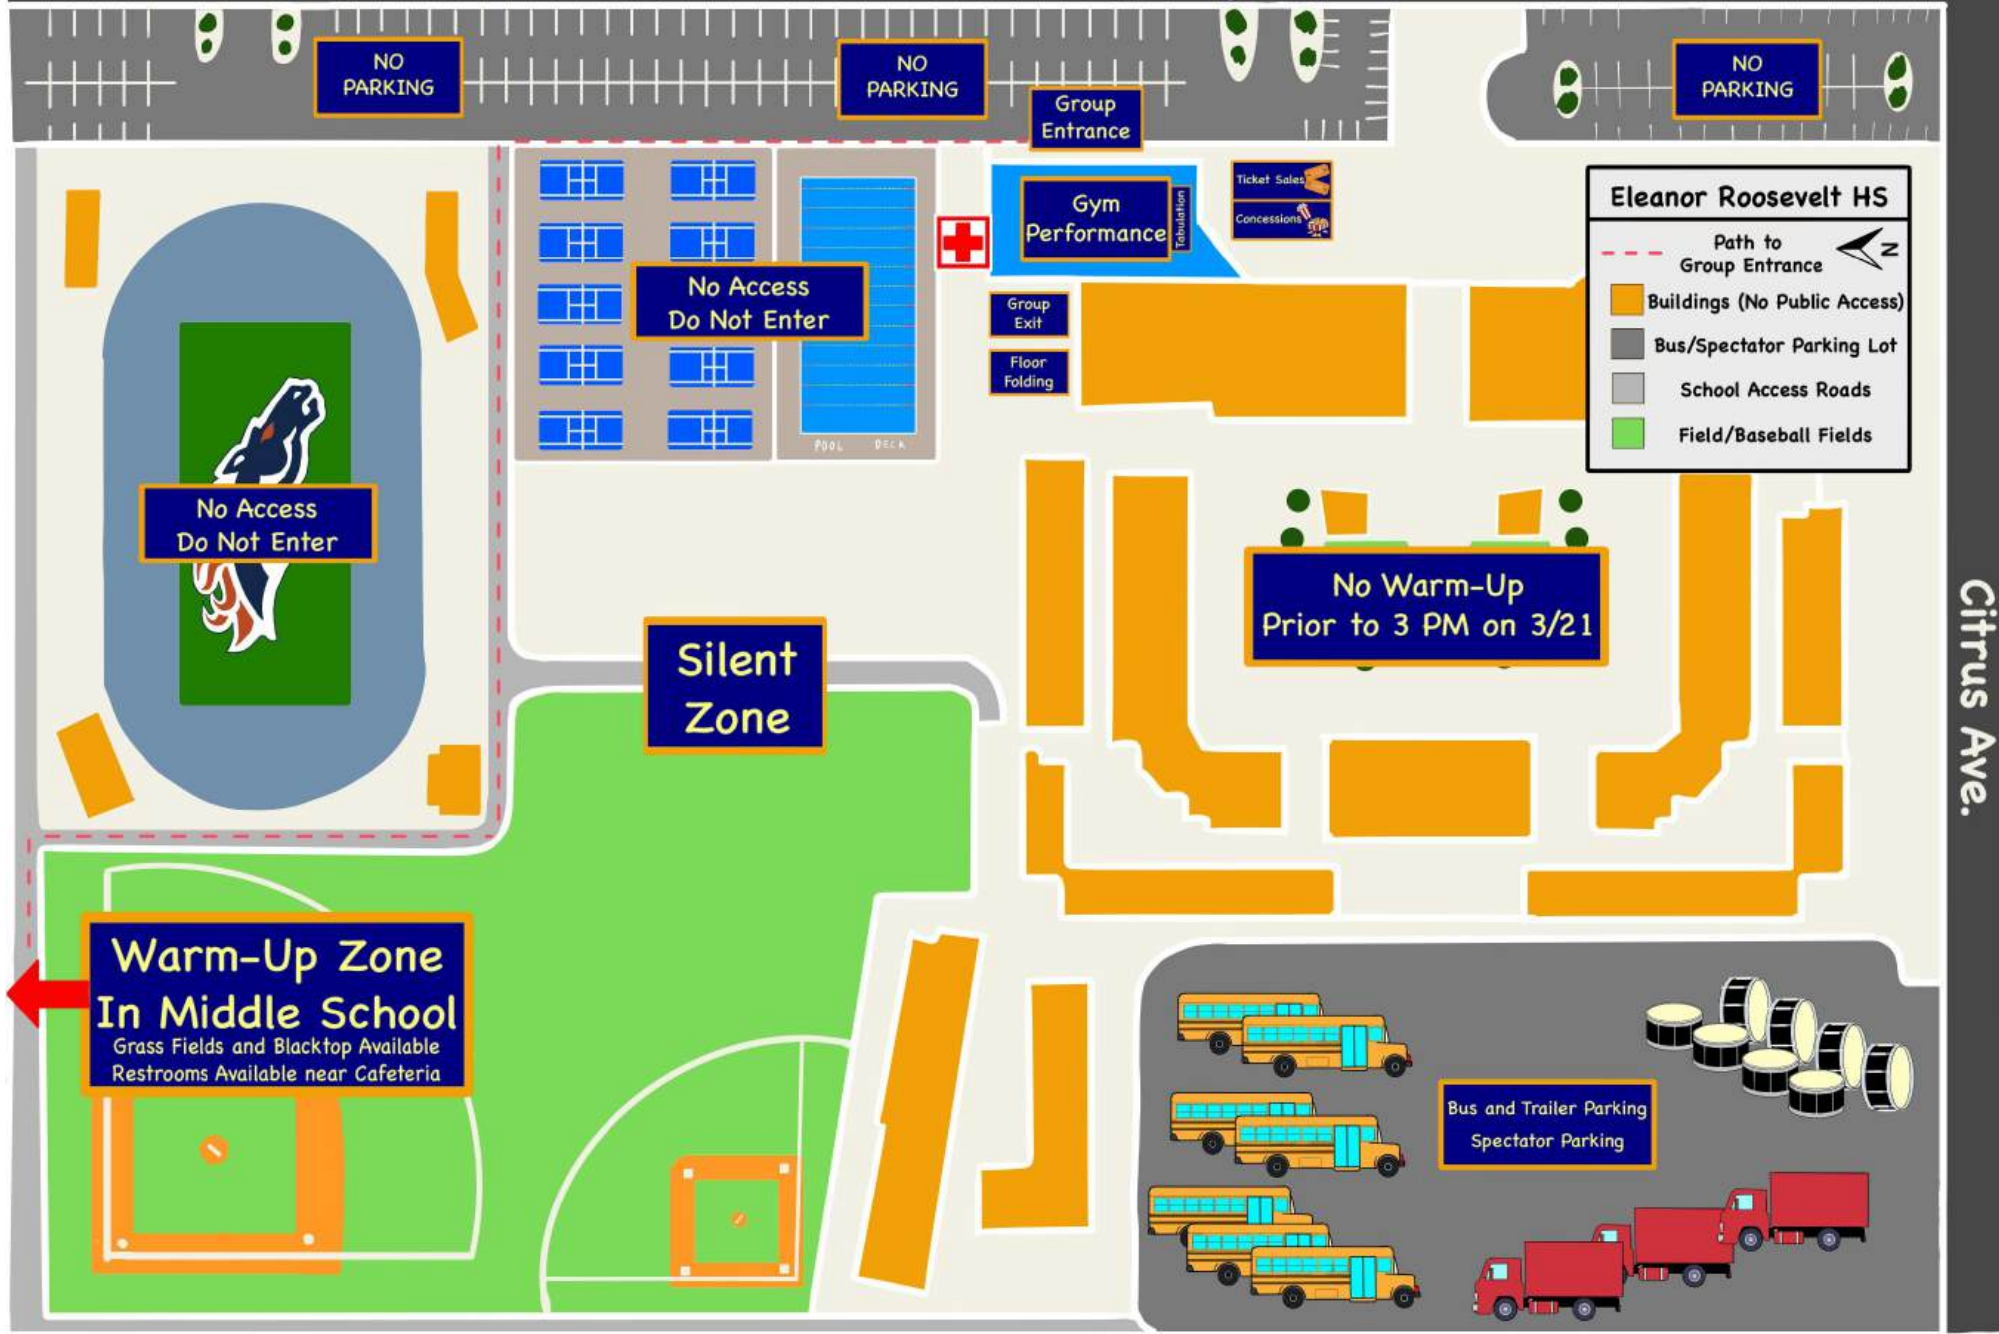 NO
PARKING
NO
PARKING
NO
PARKING
Group
Entrance
Gym
Performance
Tabulation
Ticket Sales
Concessions
Eleanor Roosevelt HS
Path to
Group Entrance
N
Buildings (No Public Access)
Bus/Spectator Parking Lot
School Access Roads
Field/Baseball Fields
No Access
Do Not Enter
Group
Exit
Floor
Folding
POOL DECK
No Access
Do Not Enter
No Warm-Up
Prior to 3 PM on 3/21
Silent
Zone
Citrus Ave.
Warm-Up Zone
In Middle School
Grass Fields and Blacktop Available
Restrooms Available near Cafeteria
Bus and Trailer Parking
Spectator Parking